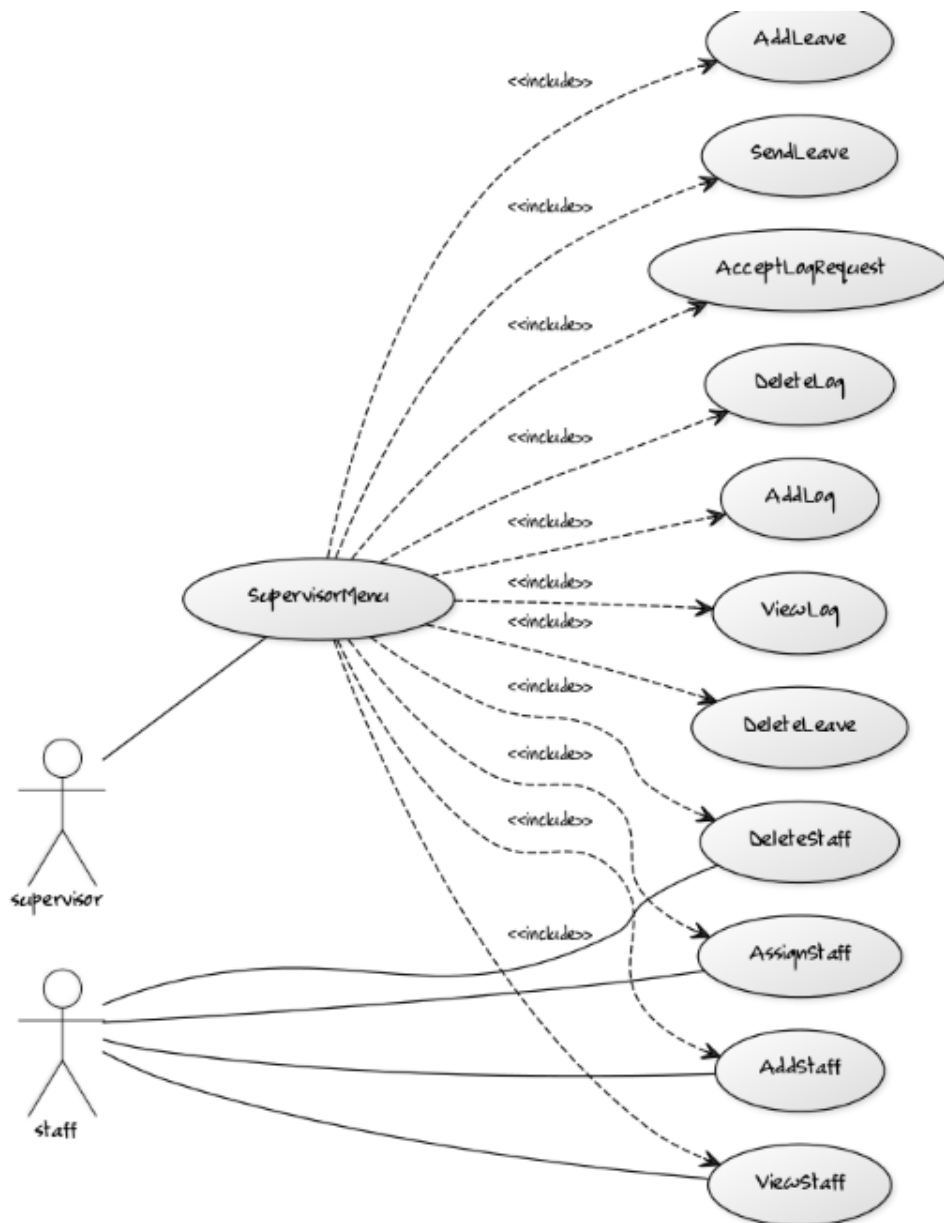 AddLeave
<<include>>
SendLeave
<<include>>
AcceptLogRequest
<<include>>
DeleteLog
<<include>>
AddLog
<<include>>
SupervisorMenu
<<include>>
ViewLog
<<include>>
DeleteLeave
<<include>>
<<include>>
DeleteStaff
<<include>>
supervisor
<<include>>
AssignStaff
AddStaff
staff
ViewStaff